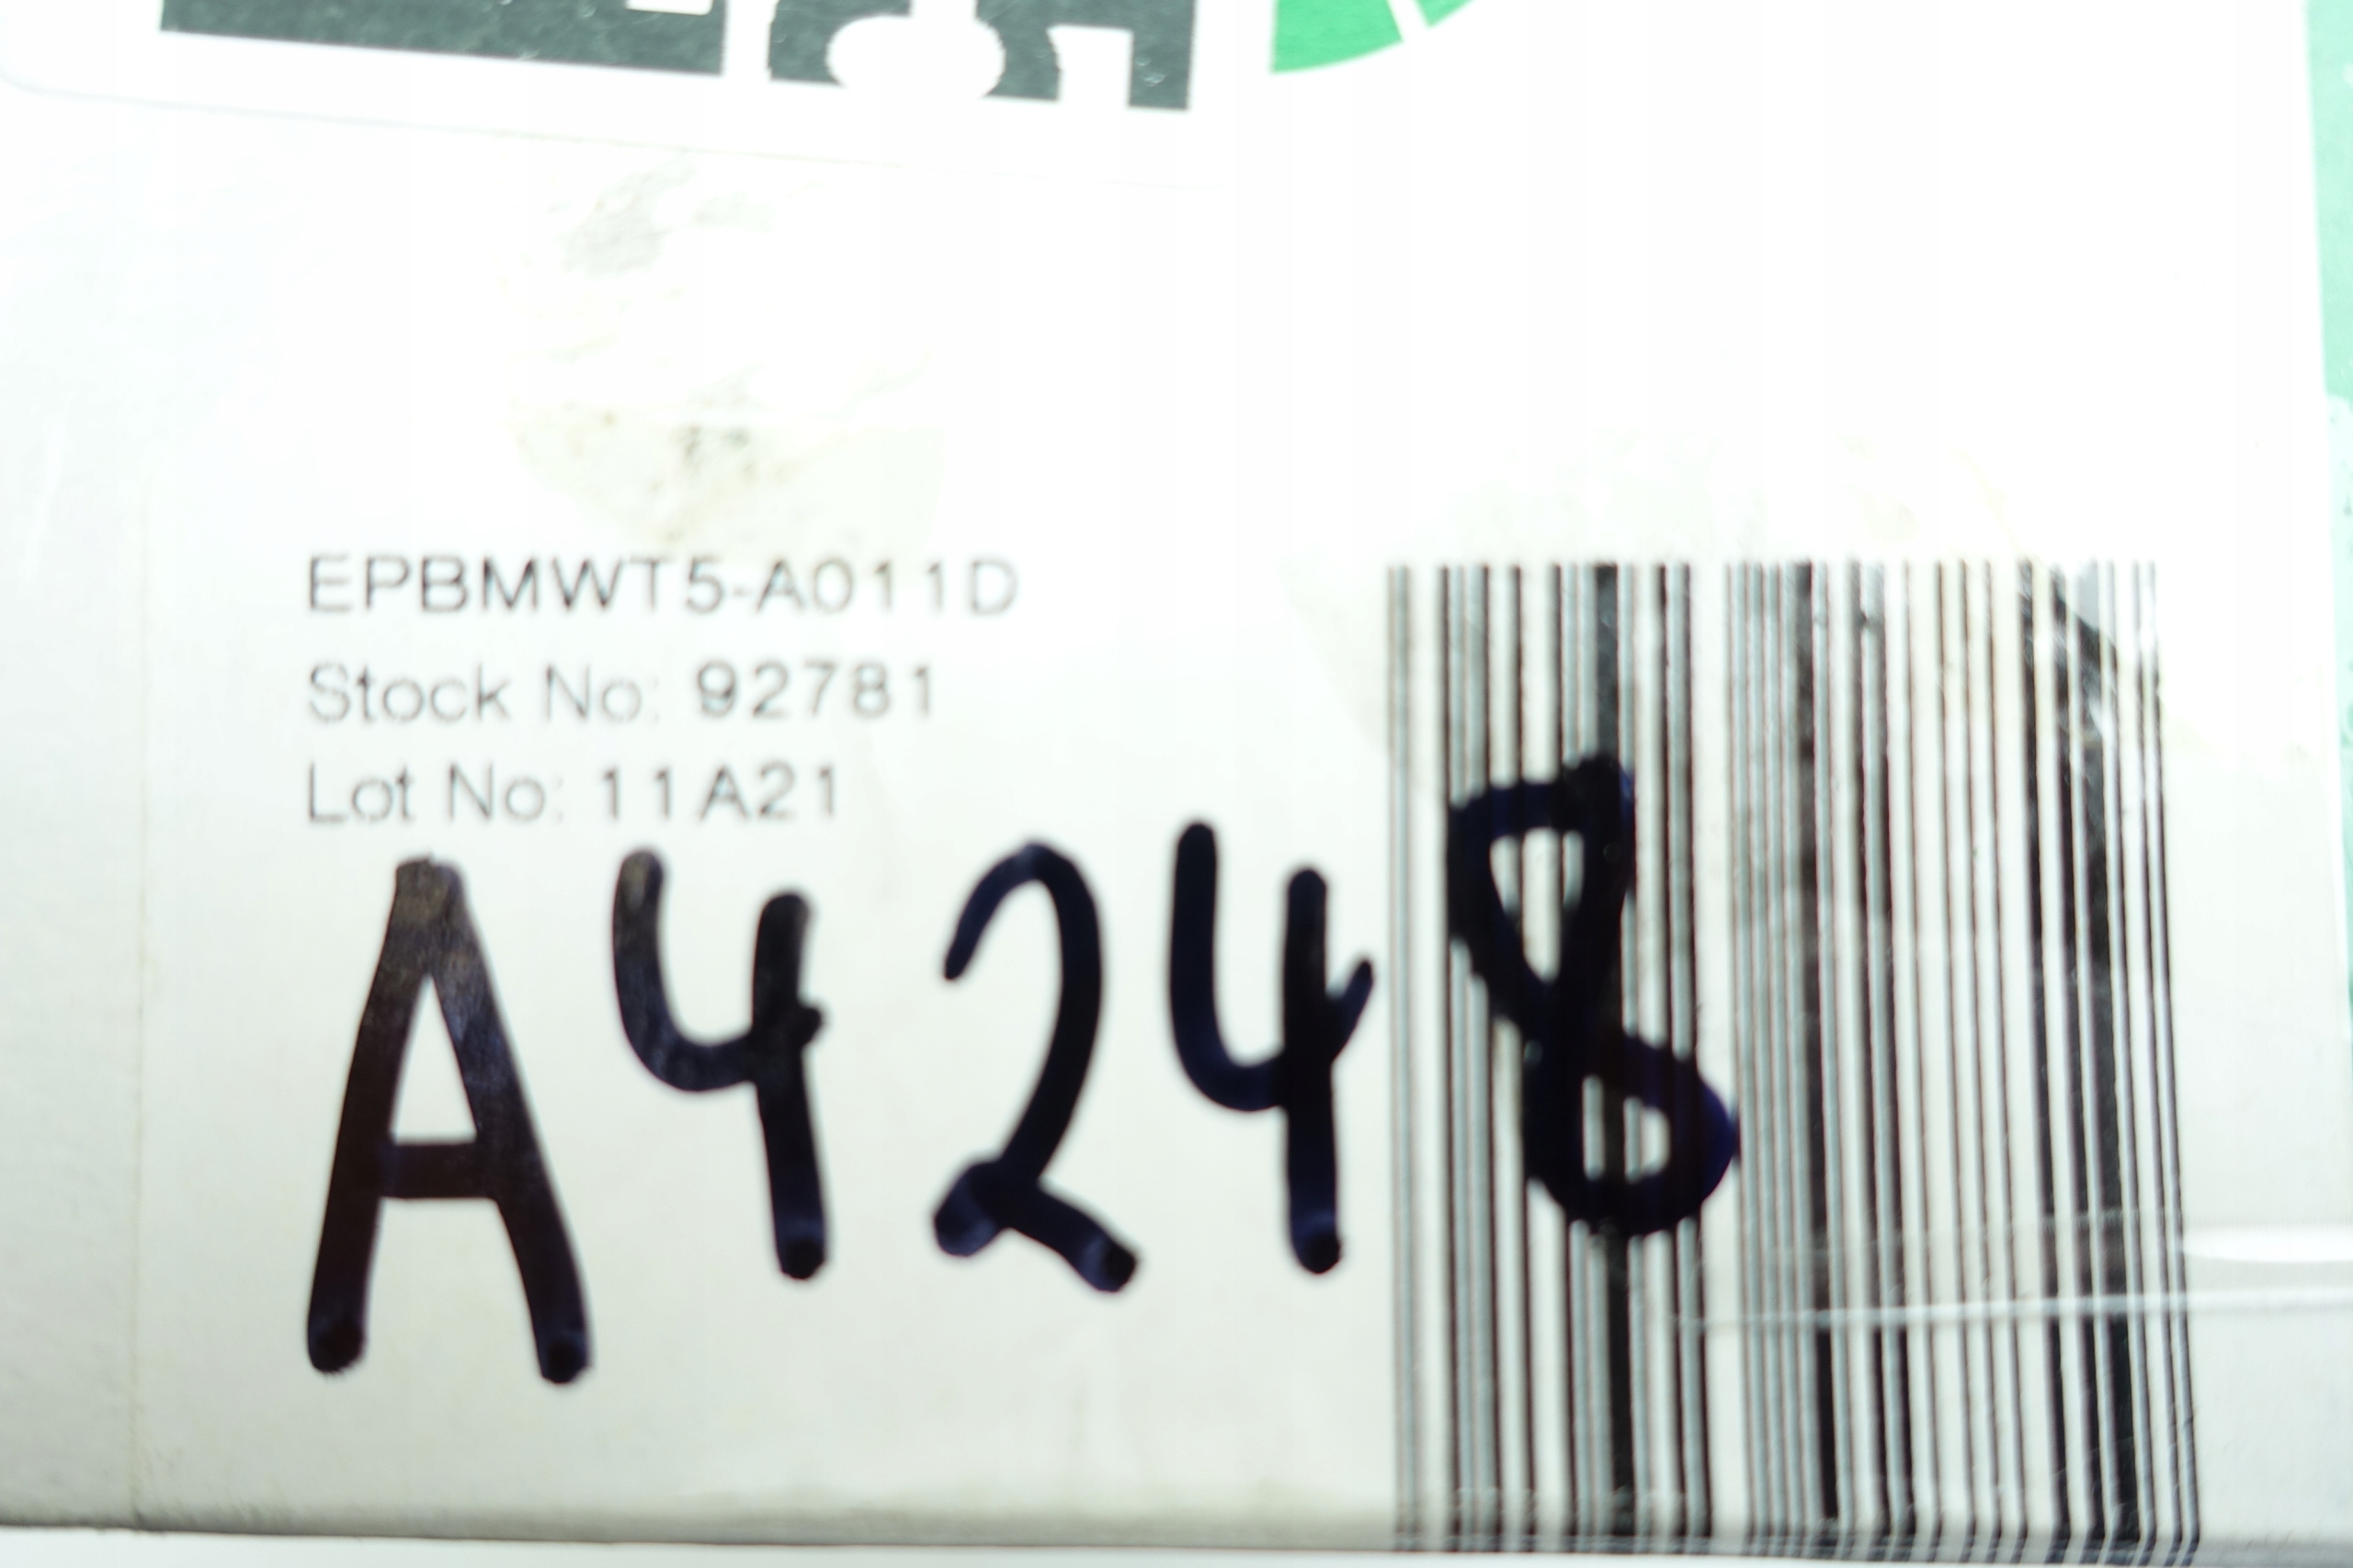 EPBMWT5-A011D
Stock No: 92781
Lot No: 11A21
A4248